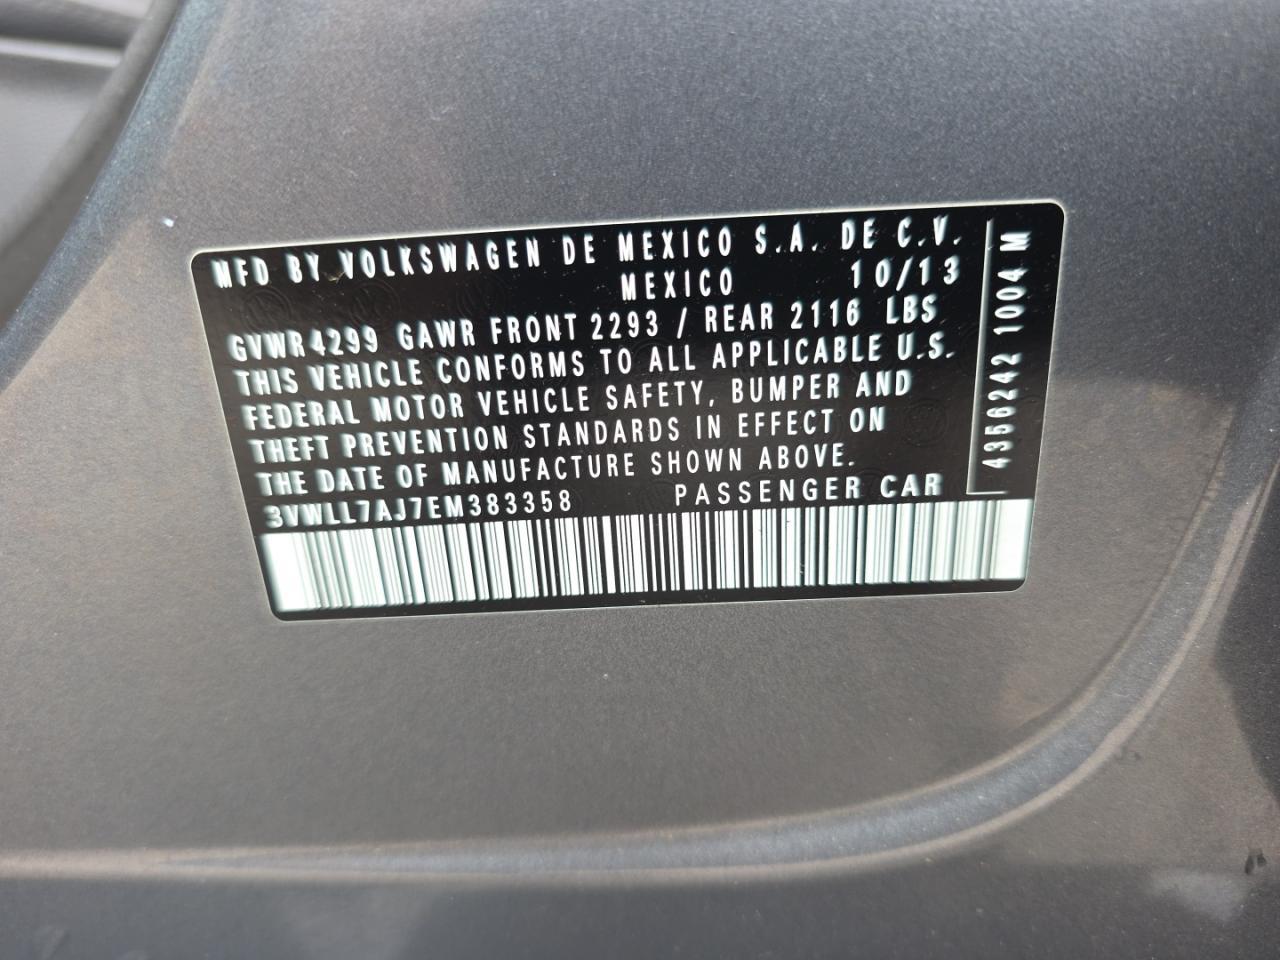 MFD BY VOLKSWAGEN DE MEXICO S.A. DE C.V.
MEXICO 10/13
GVWR4299 GAWR FRONT 2293 / REAR 2116 LBS
THIS VEHICLE CONFORMS TO ALL APPLICABLE U.S.
FEDERAL MOTOR VEHICLE SAFETY, BUMPER AND
THEFT PREVENTION STANDARDS IN EFFECT ON
THE DATE OF MANUFACTURE SHOWN ABOVE.
3VWLL7AJ7EM383358 PASSENGER CAR
4356242 1004 M